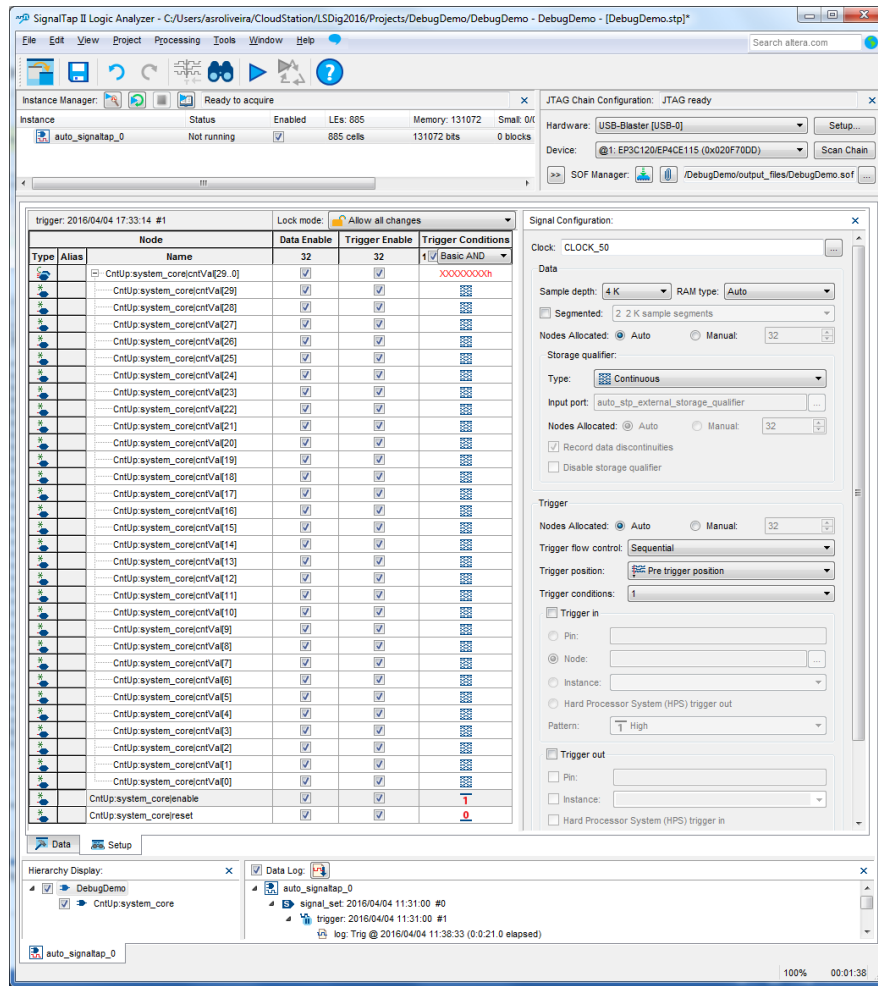 SignalTap II Logic Analyzer - C:/Users/asroliveira/CloudStation/LSDig2016/Projects/DebugDemo/DebugDemo - DebugDemo - [DebugDemo.stp]*
File Edit View Project Processing Tools Window Help
Search altera.com
Instance Manager: Ready to acquire
Instance Status Enabled LEs: 885 Memory: 131072 Small: 0/0
auto_signaltap_0 Not running 885 cells 131072 bits 0 blocks
JTAG Chain Configuration: JTAG ready
Hardware: USB-Blaster [USB-0] Setup...
Device: @1: EP3C120/EP4CE115 (0x020F70DD) Scan Chain
>> SOF Manager: /DebugDemo/output_files/DebugDemo.sof ...
trigger: 2016/04/04 17:33:14 #1 Lock mode: Allow all changes
Node Data Enable Trigger Enable Trigger Conditions
Type Alias Name 32 32 1 Basic AND
CntUp:system_core|cntVal[29..0] XXXXXXXXh
CntUp:system_core|cntVal[29]
CntUp:system_core|cntVal[28]
CntUp:system_core|cntVal[27]
CntUp:system_core|cntVal[26]
CntUp:system_core|cntVal[25]
CntUp:system_core|cntVal[24]
CntUp:system_core|cntVal[23]
CntUp:system_core|cntVal[22]
CntUp:system_core|cntVal[21]
CntUp:system_core|cntVal[20]
CntUp:system_core|cntVal[19]
CntUp:system_core|cntVal[18]
CntUp:system_core|cntVal[17]
CntUp:system_core|cntVal[16]
CntUp:system_core|cntVal[15]
CntUp:system_core|cntVal[14]
CntUp:system_core|cntVal[13]
CntUp:system_core|cntVal[12]
CntUp:system_core|cntVal[11]
CntUp:system_core|cntVal[10]
CntUp:system_core|cntVal[9]
CntUp:system_core|cntVal[8]
CntUp:system_core|cntVal[7]
CntUp:system_core|cntVal[6]
CntUp:system_core|cntVal[5]
CntUp:system_core|cntVal[4]
CntUp:system_core|cntVal[3]
CntUp:system_core|cntVal[2]
CntUp:system_core|cntVal[1]
CntUp:system_core|cntVal[0]
CntUp:system_core|enable 1
CntUp:system_core|reset 0
Data Setup
Signal Configuration:
Clock: CLOCK_50 ...
Data
Sample depth: 4 K RAM type: Auto
Segmented: 2 2 K sample segments
Nodes Allocated: Auto Manual: 32
Storage qualifier:
Type: Continuous
Input port: auto_stp_external_storage_qualifier ...
Nodes Allocated: Auto Manual: 32
Record data discontinuities
Disable storage qualifier
Trigger
Nodes Allocated: Auto Manual: 32
Trigger flow control: Sequential
Trigger position: Pre trigger position
Trigger conditions: 1
Trigger in
Pin:
Node: ...
Instance:
Hard Processor System (HPS) trigger out
Pattern: 1 High
Trigger out
Pin:
Instance:
Hard Processor System (HPS) trigger in
Hierarchy Display:
DebugDemo
CntUp:system_core
Data Log:
auto_signaltap_0
signal_set: 2016/04/04 11:31:00 #0
trigger: 2016/04/04 11:31:00 #1
log: Trig @ 2016/04/04 11:38:33 (0:0:21.0 elapsed)
auto_signaltap_0
100% 00:01:38